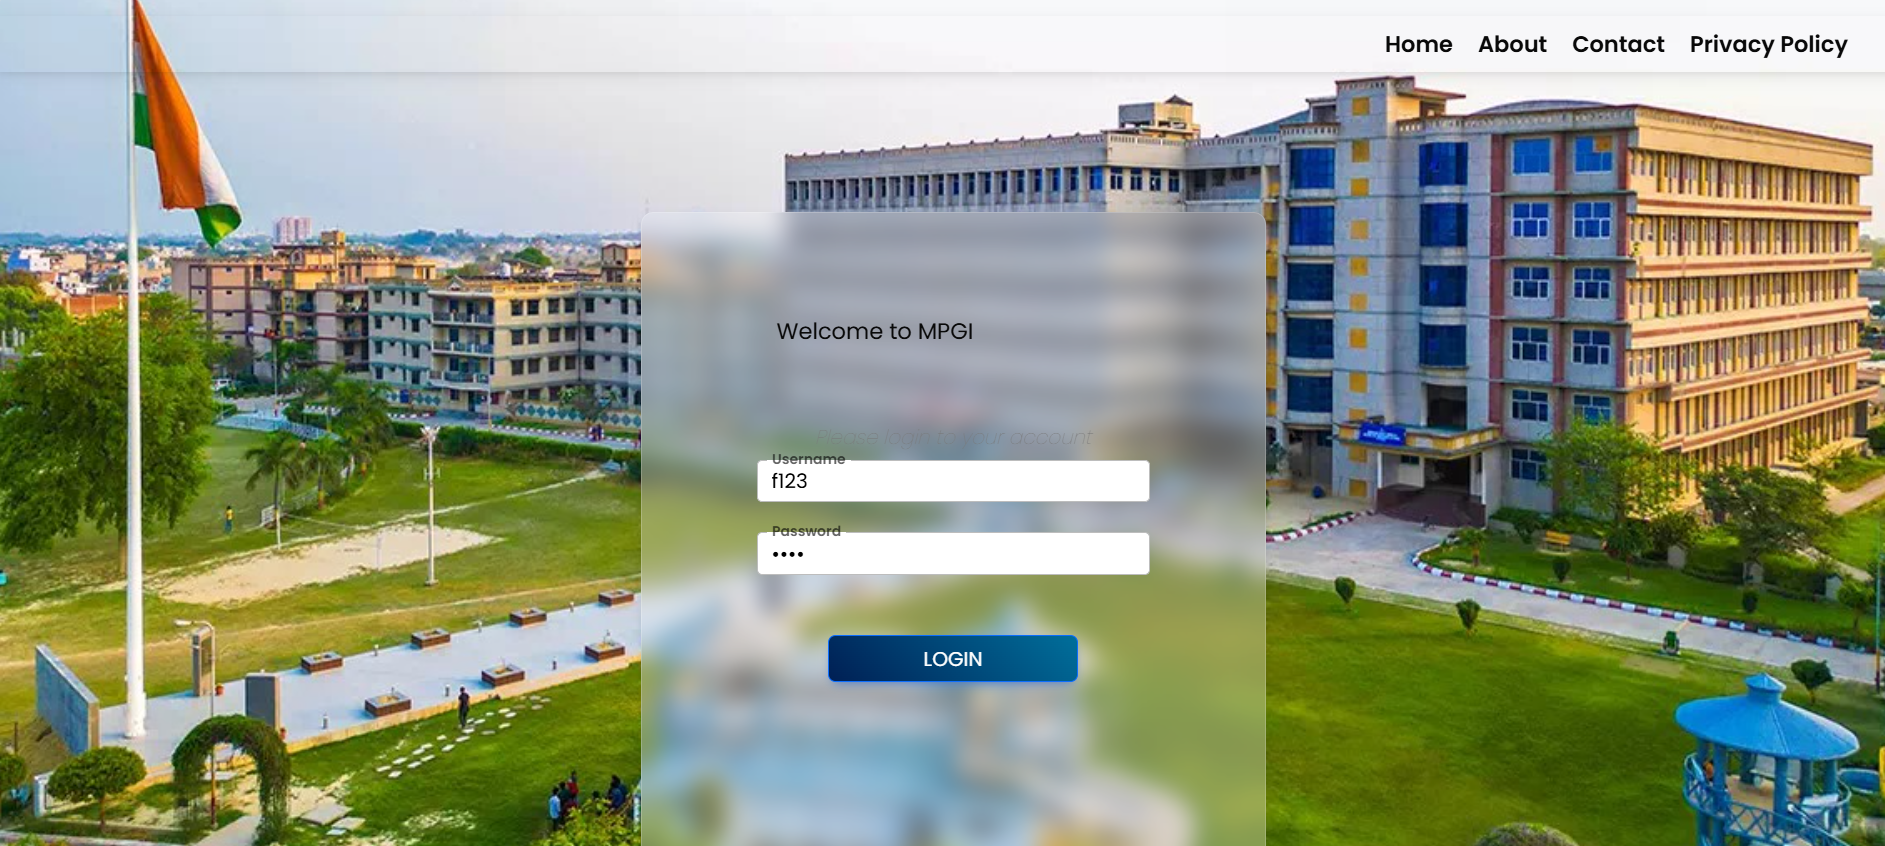 Home About Contact Privacy Policy
Welcome to MPGI
Please login to your account
Username
f123
Password
••••
LOGIN